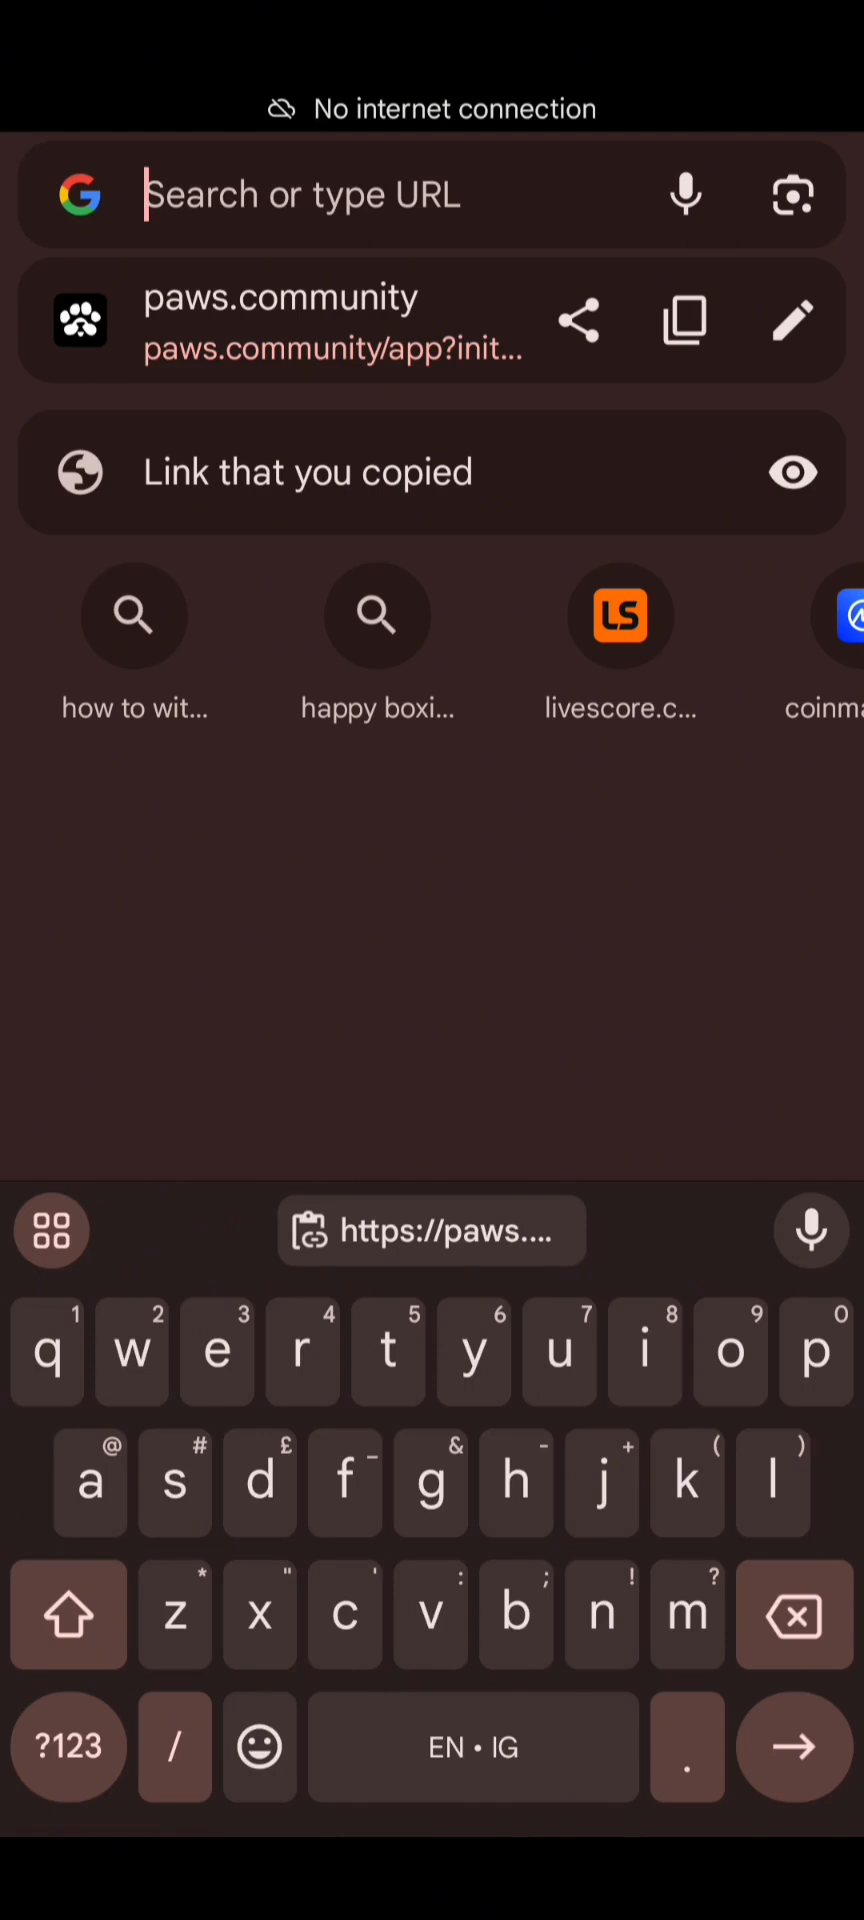 No internet connection
Search or type URL
paws.community
paws.community/app?init...
Link that you copied
LS
how to wit...
happy boxi...
livescore.c...
coinma
https://paws....
1 2 3 4 5 6 7 8 9 0
q w e r t y u i o p
@ # £ _ & - + ( )
a s d f g h j k l
* " ' : ; ! ?
z x c v b n m
?123 / EN • IG .